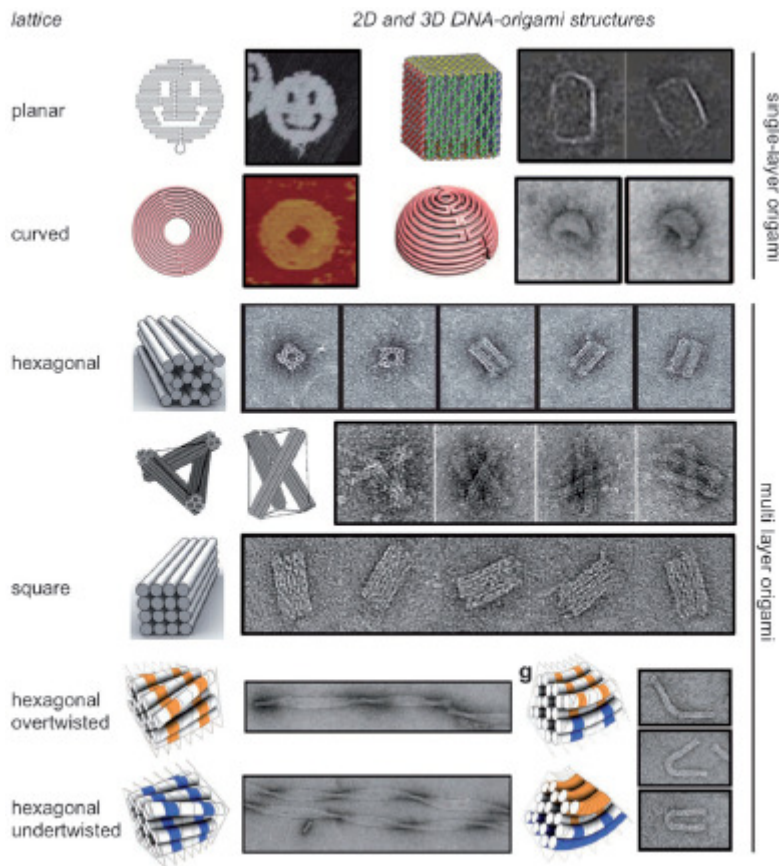 lattice
2D and 3D DNA-origami structures
planar
single-layer origami
curved
hexagonal
multi layer origami
square
hexagonal
overtwisted
g
hexagonal
undertwisted